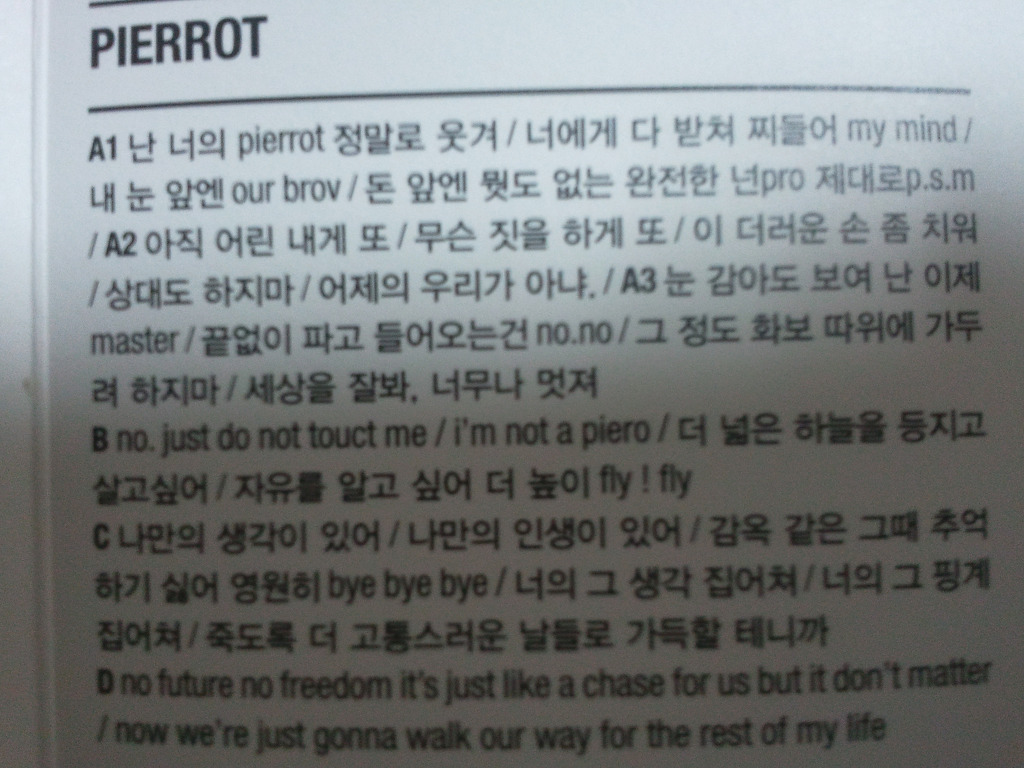 PIERROT
A1 난 너의 pierrot 정말로 웃겨 / 너에게 다 받쳐 찌들어 my mind /
내 눈 앞엔 our brov / 돈 앞엔 뭣도 없는 완전한 넌pro 제대로p.s.m
/ A2 아직 어린 내게 또 / 무슨 짓을 하게 또 / 이 더러운 손 좀 치워
/ 상대도 하지마 / 어제의 우리가 아냐. / A3 눈 감아도 보여 난 이제
master / 끝없이 파고 들어오는건 no.no / 그 정도 화보 따위에 가두
려 하지마 / 세상을 잘봐, 너무나 멋져
B no. just do not touct me / i'm not a piero / 더 넓은 하늘을 등지고
살고싶어 / 자유를 알고 싶어 더 높이 fly ! fly
C 나만의 생각이 있어 / 나만의 인생이 있어 / 감옥 같은 그때 추억
하기 싫어 영원히 bye bye bye / 너의 그 생각 집어쳐 / 너의 그 핑계
집어쳐 / 죽도록 더 고통스러운 날들로 가득할 테니까
D no future no freedom it's just like a chase for us but it don't matter
/ now we're just gonna walk our way for the rest of my life